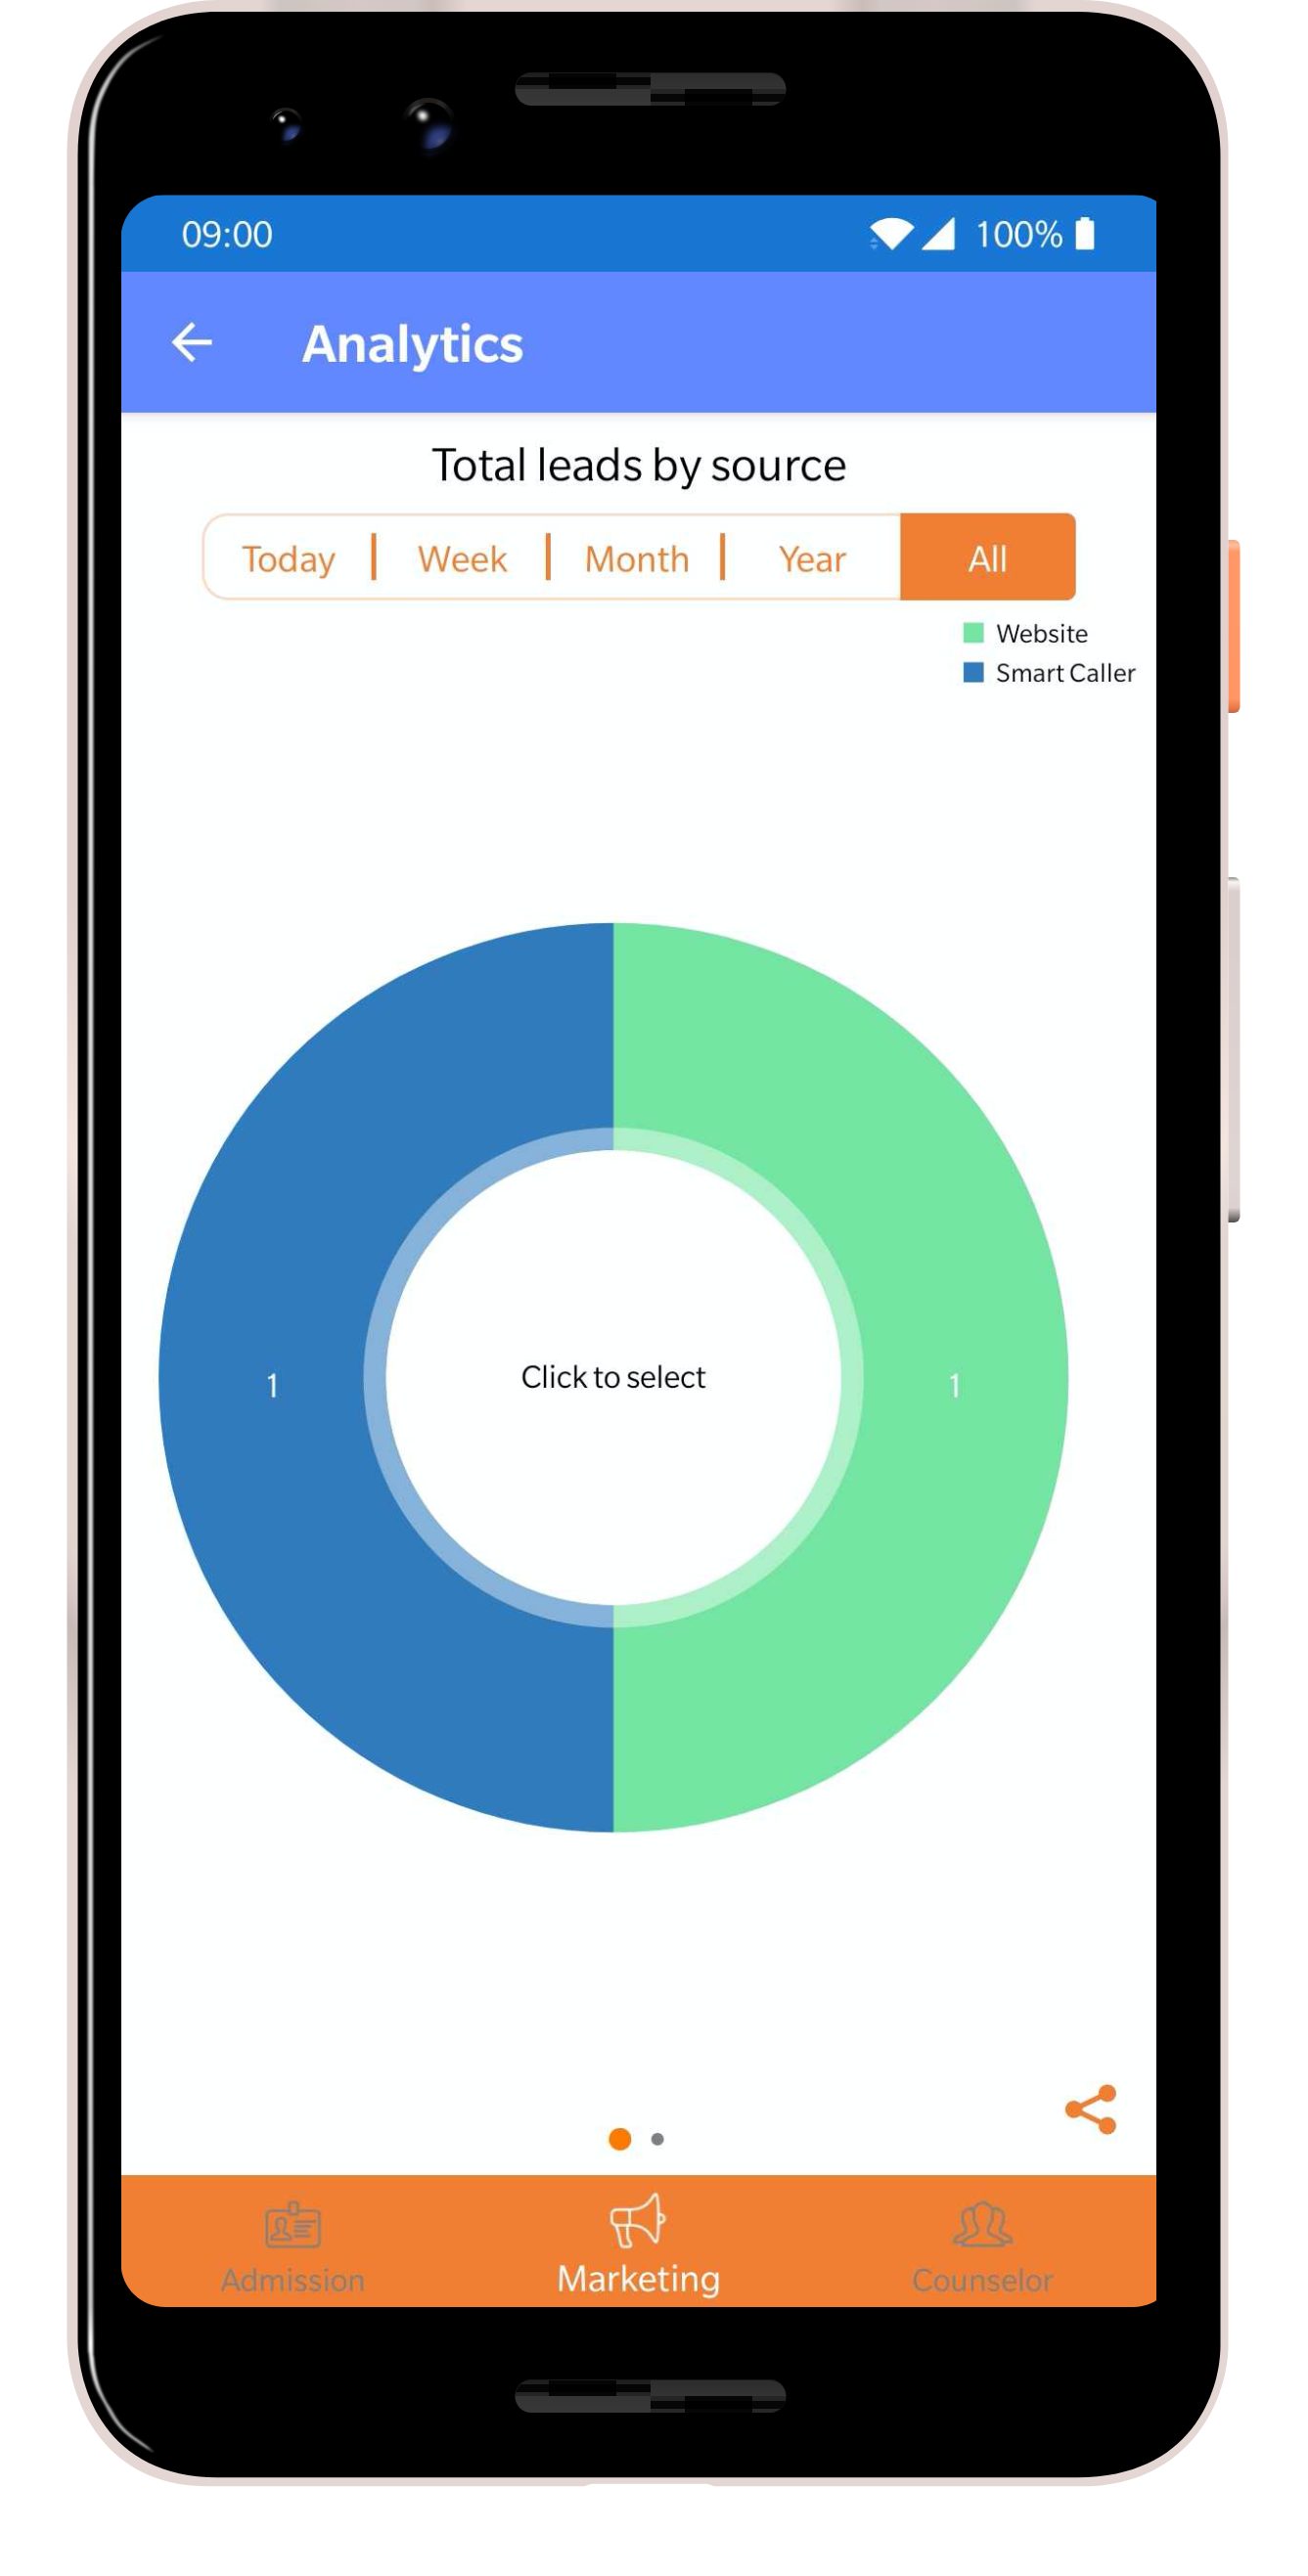 09:00 100%
Analytics
Total leads by source
Today Week Month Year All
Website
Smart Caller
1 Click to select 1
Admission Marketing Counselor